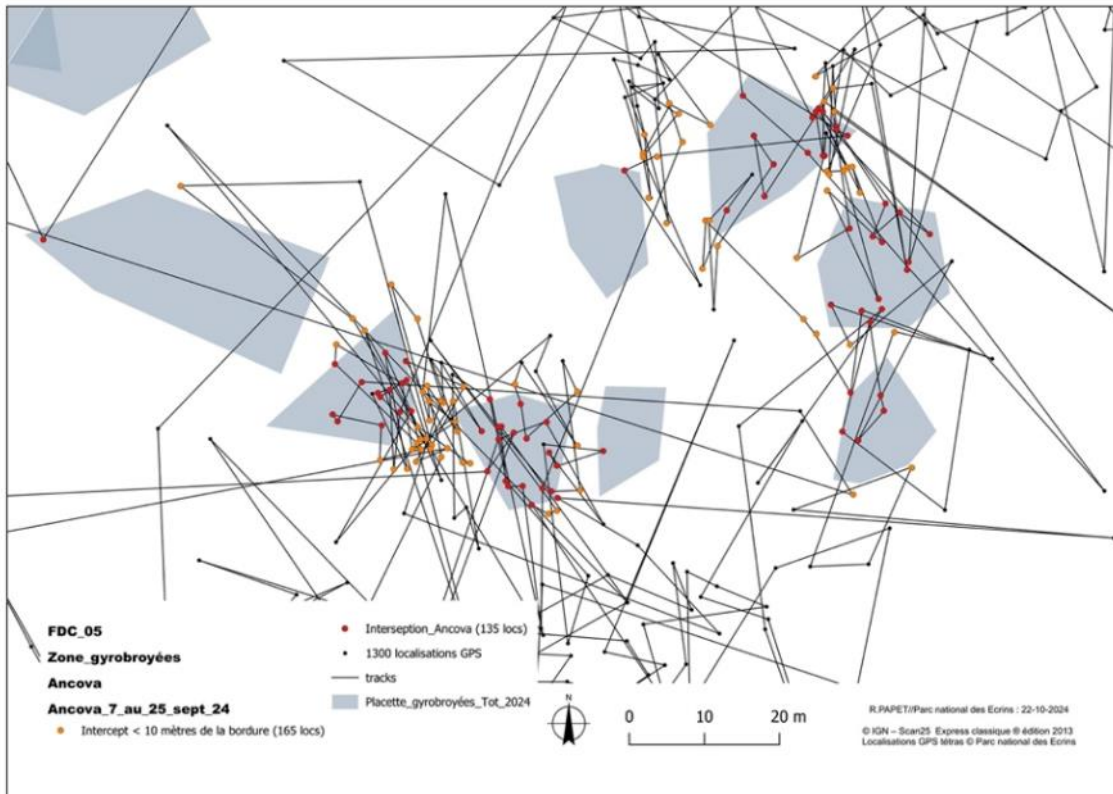 FDC_05
Zone_gyrobroyées
Ancova
Ancova_7_au_25_sept_24
Intercept < 10 mètres de la bordure (165 locs)
Interseption_Ancova (135 locs)
1300 localisations GPS
tracks
Placette_gyrobroyées_Tot_2024
N
0 10 20 m
R.PAPET//Parc national des Ecrins : 22-10-2024
© IGN – Scan25 Express classique ® édition 2013
Localisations GPS tétras © Parc national des Ecrins